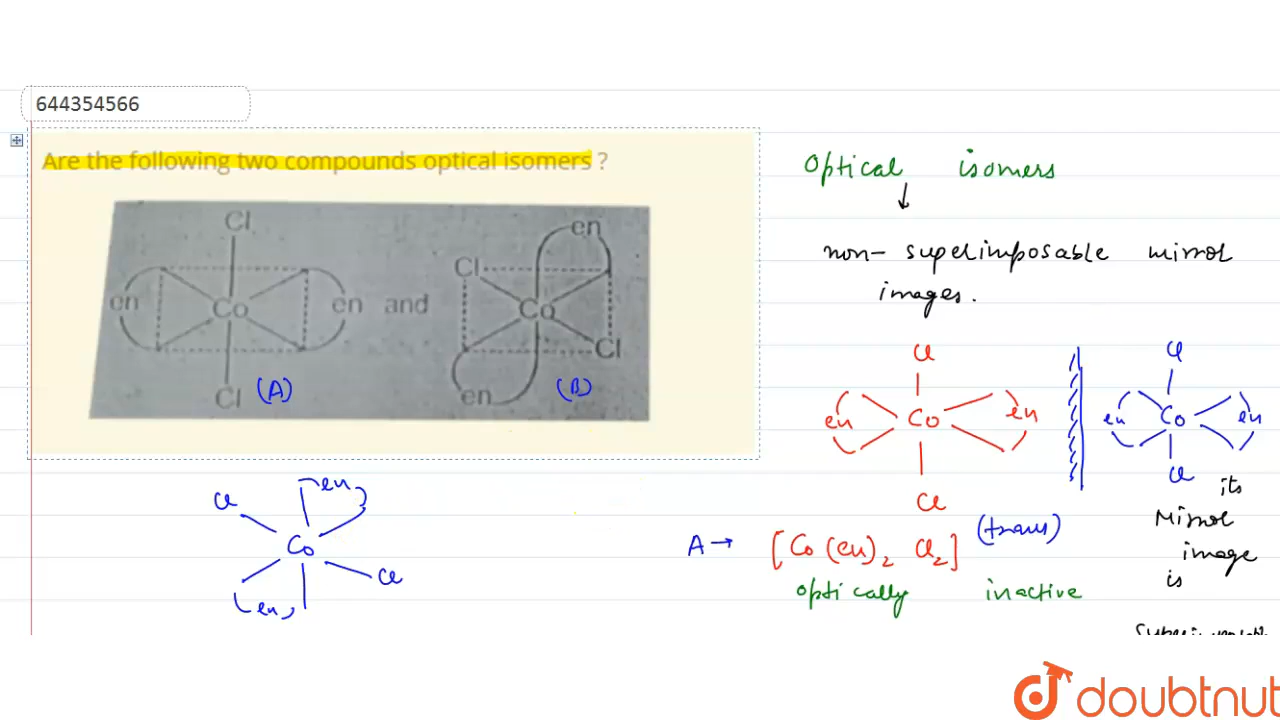 644354566
Are the following two compounds optical isomers ?
Cl
en Co en
Cl
(A)
and
en
Cl
Co
Cl
en
(B)
Optical isomers
↓
non- superimposable mirror
images.
Cl
en Co en
Cl
Cl
en Co en
Cl
its
Mirror
image
is
Superimposable
A → [Co (en)2 Cl2] (trans)
optically inactive
en
Cl
Co
Cl
en
doubtnut